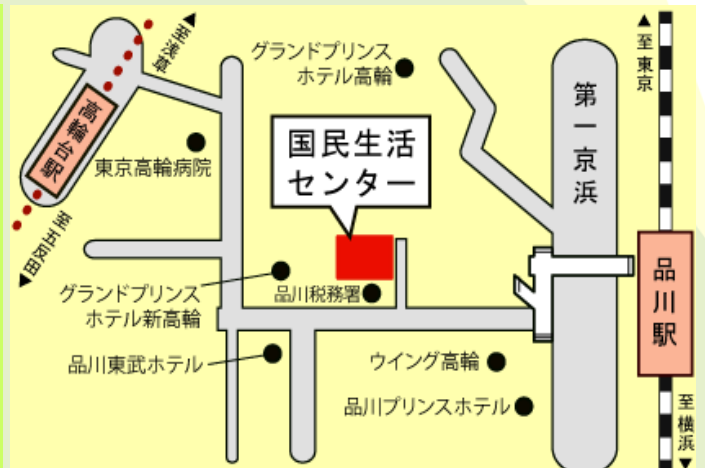 ▲至浅草
高輪台駅
至五反田▼
東京高輪病院
グランドプリンス
ホテル高輪
国民生活
センター
第一京浜
▲至東京
品川駅
至横浜▼
グランドプリンス
ホテル新高輪
品川税務署
品川東武ホテル
ウイング高輪
品川プリンスホテル